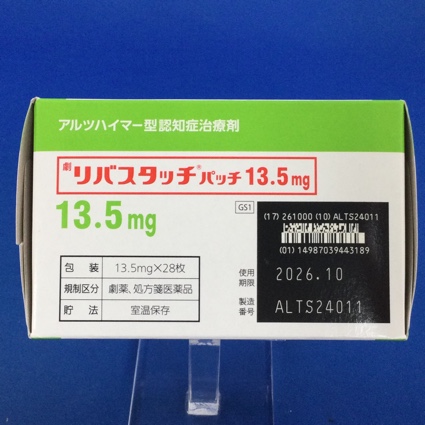 アルツハイマー型認知症治療剤
劇 リバスタッチ®パッチ 13.5mg
13.5mg
GS1
(17) 261000 (10) ALTS24011
(01) 14987039443189
包装 13.5mg×28枚
規制区分 劇薬、処方箋医薬品
貯法 室温保存
使用期限 2026.10
製造番号 ALTS24011